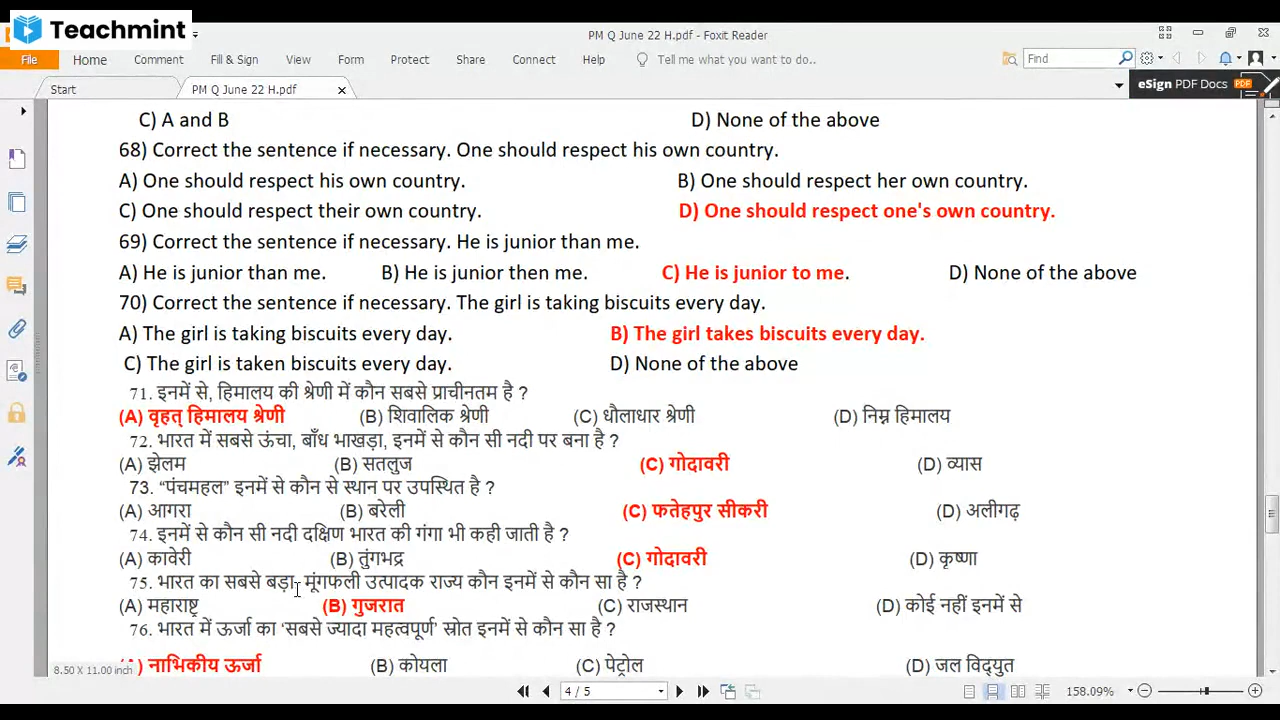 Teachmint
PM Q June 22 H.pdf - Foxit Reader
File Home Comment Fill & Sign View Form Protect Share Connect Help Tell me what you want to do.. Find
Start PM Q June 22 H.pdf eSign PDF Docs PDF
C) A and B D) None of the above
68) Correct the sentence if necessary. One should respect his own country.
A) One should respect his own country. B) One should respect her own country.
C) One should respect their own country. D) One should respect one's own country.
69) Correct the sentence if necessary. He is junior than me.
A) He is junior than me. B) He is junior then me. C) He is junior to me. D) None of the above
70) Correct the sentence if necessary. The girl is taking biscuits every day.
A) The girl is taking biscuits every day. B) The girl takes biscuits every day.
C) The girl is taken biscuits every day. D) None of the above
71. इनमें से, हिमालय की श्रेणी में कौन सबसे प्राचीनतम है ?
(A) वृहत् हिमालय श्रेणी (B) शिवालिक श्रेणी (C) धौलाधार श्रेणी (D) निम्न हिमालय
72. भारत में सबसे ऊंचा, बाँध भाखड़ा, इनमें से कौन सी नदी पर बना है ?
(A) झेलम (B) सतलुज (C) गोदावरी (D) व्यास
73. “पंचमहल” इनमें से कौन से स्थान पर उपस्थित है ?
(A) आगरा (B) बरेली (C) फतेहपुर सीकरी (D) अलीगढ़
74. इनमें से कौन सी नदी दक्षिण भारत की गंगा भी कही जाती है ?
(A) कावेरी (B) तुंगभद्र (C) गोदावरी (D) कृष्णा
75. भारत का सबसे बड़ा, मूंगफली उत्पादक राज्य कौन इनमें से कौन सा है ?
(A) महाराष्ट्र (B) गुजरात (C) राजस्थान (D) कोई नहीं इनमें से
76. भारत में ऊर्जा का ‘सबसे ज्यादा महत्वपूर्ण’ स्रोत इनमें से कौन सा है ?
) नाभिकीय ऊर्जा (B) कोयला (C) पेट्रोल (D) जल विद्युत
8.50 x 11.00 inch
4 / 5 158.09%